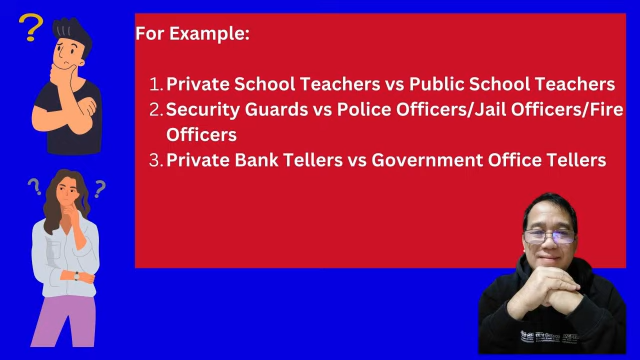 ?
For Example:
1. Private School Teachers vs Public School Teachers
2. Security Guards vs Police Officers/Jail Officers/Fire
Officers
3. Private Bank Tellers vs Government Office Tellers
? ?